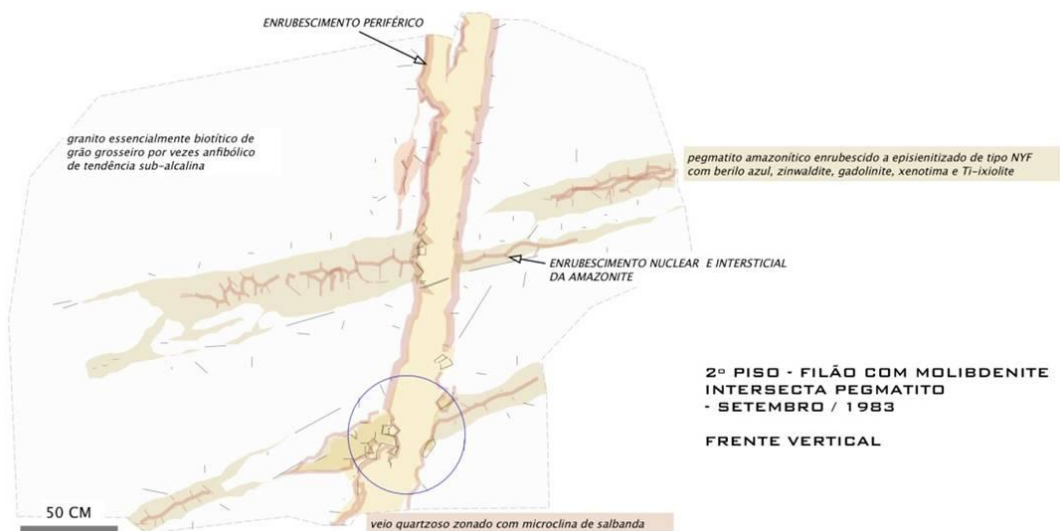 ENRUBESCIMENTO PERIFÉRICO
granito essencialmente biotítico de
grão grosseiro por vezes anfibólico
de tendência sub-alcalina
pegmatito amazonítico enrubescido a episienitizado de tipo NYF
com berilo azul, zinwaldite, gadolinite, xenotima e Ti-ixiolite
ENRUBESCIMENTO NUCLEAR E INTERSTICIAL
DA AMAZONITE
2º PISO - FILÃO COM MOLIBDENITE
INTERSECTA PEGMATITO
- SETEMBRO / 1983
FRENTE VERTICAL
50 CM
veio quartzoso zonado com microclina de salbanda